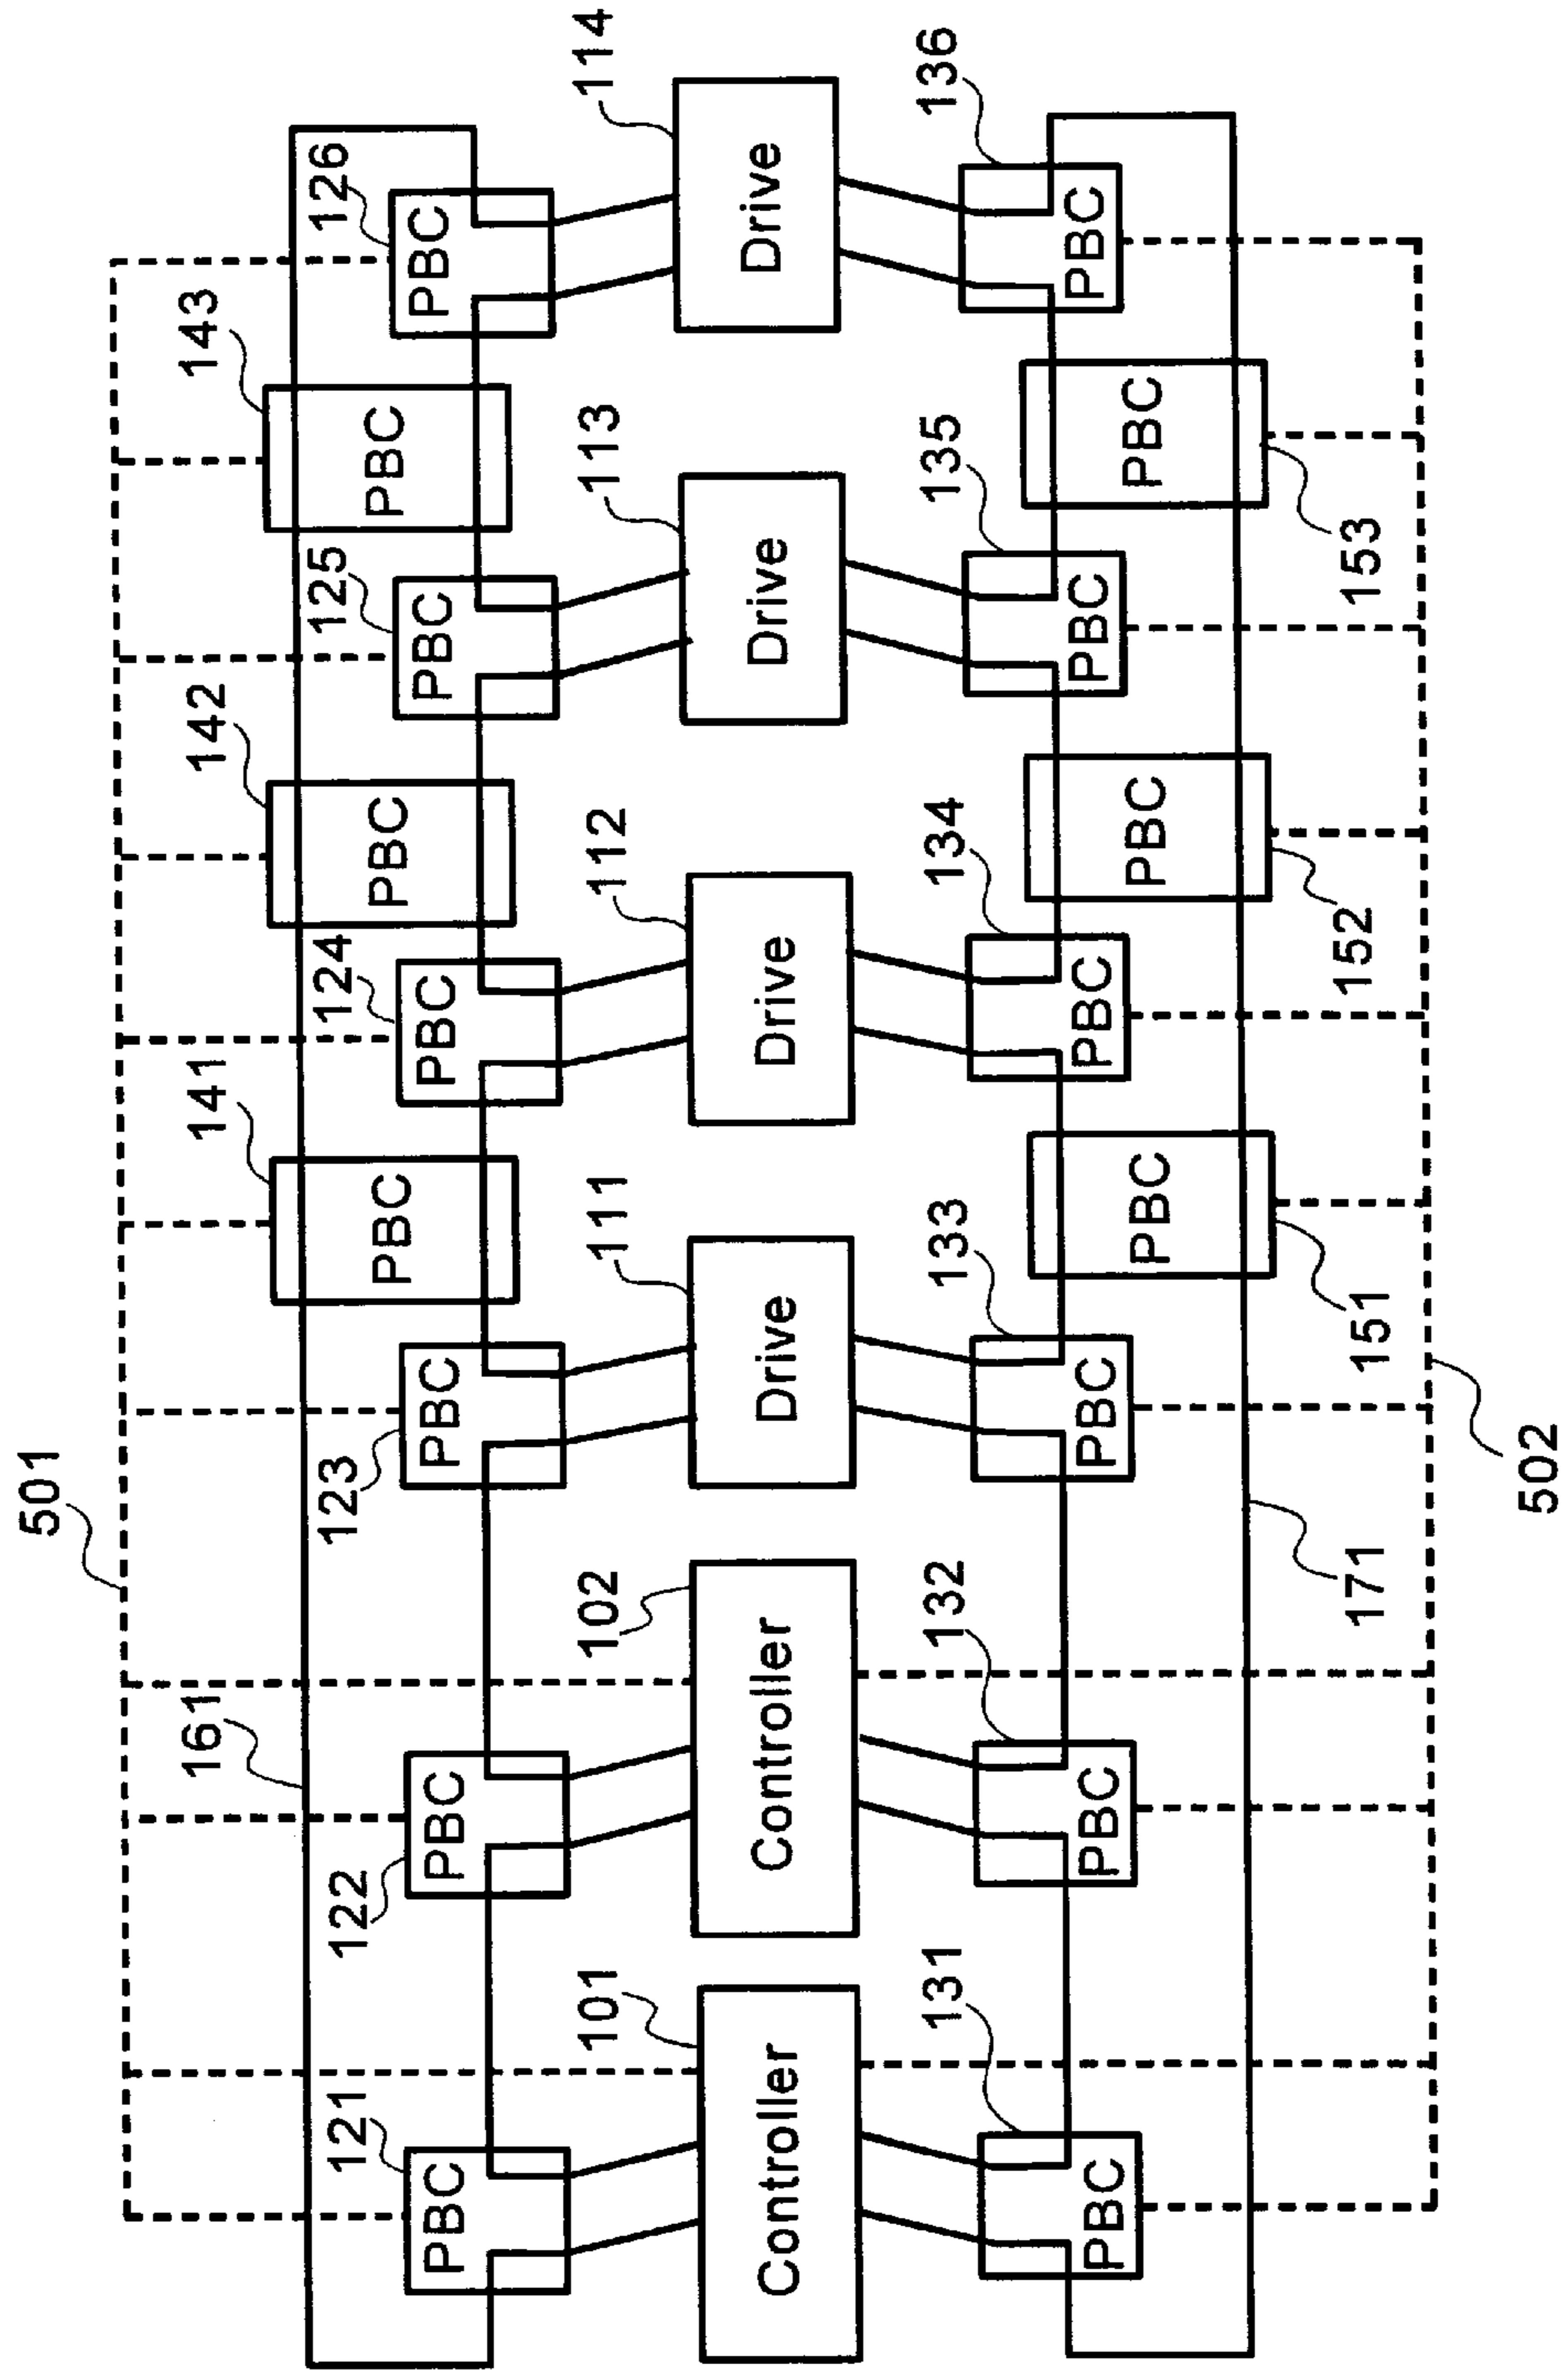 501
161 141 142 143
121 122 123 124 125 126
PBC PBC PBC
PBC PBC PBC PBC PBC PBC
101 102 111 112 113 114
Controller Controller Drive Drive Drive Drive
131 132 133 134 135 136
PBC PBC PBC PBC PBC PBC
PBC PBC PBC
171 151 152 153
502